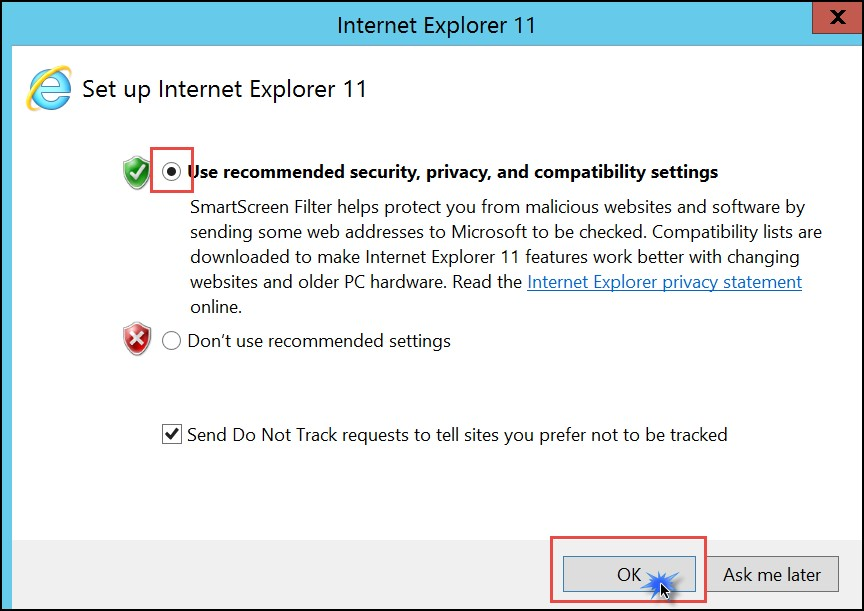 Internet Explorer 11
Set up Internet Explorer 11
Use recommended security, privacy, and compatibility settings
SmartScreen Filter helps protect you from malicious websites and software by
sending some web addresses to Microsoft to be checked. Compatibility lists are
downloaded to make Internet Explorer 11 features work better with changing
websites and older PC hardware. Read the Internet Explorer privacy statement
online.
Don't use recommended settings
Send Do Not Track requests to tell sites you prefer not to be tracked
OK
Ask me later